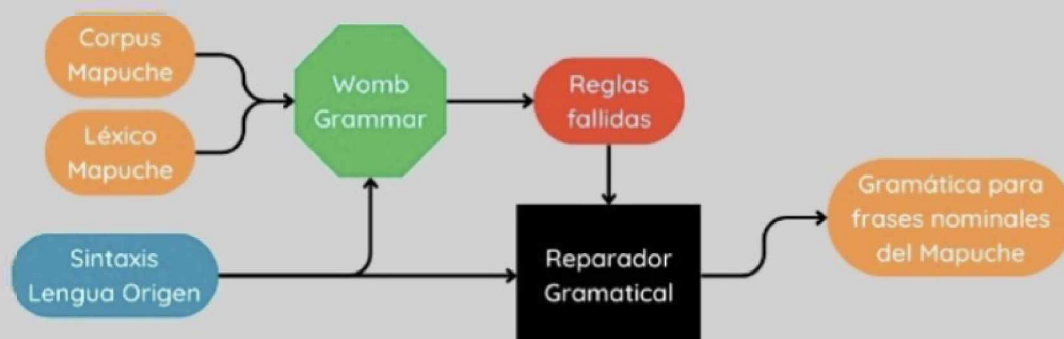 Corpus
Mapuche
Womb
Grammar
Reglas
fallidas
Léxico
Mapuche
Gramática para
frases nominales
del Mapuche
Sintaxis
Lengua Origen
Reparador
Gramatical